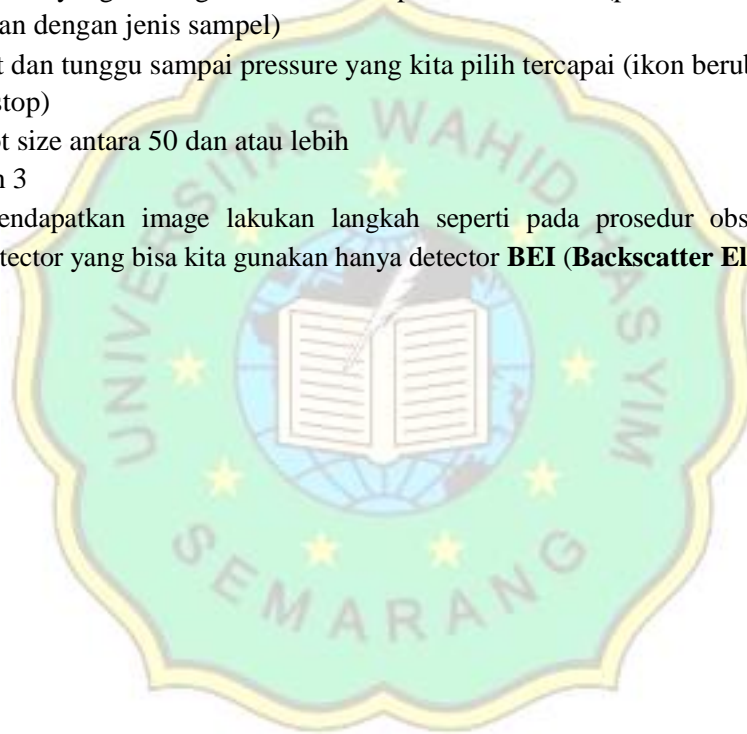 an dengan jenis sampel)
t dan tunggu sampai pressure yang kita pilih tercapai (ikon berub
stop)
t size antara 50 dan atau lebih
n 3
endapatkan image lakukan langkah seperti pada prosedur obs
tector yang bisa kita gunakan hanya detector BEI (Backscatter El
UNIVERSITAS WAHID HASYIM
SEMARANG